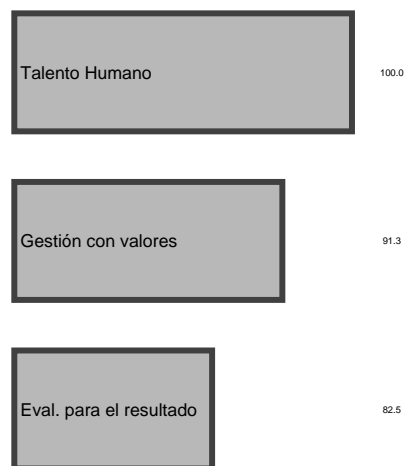 Talento Humano 100.0
Gestión con valores 91.3
Eval. para el resultado 82.5